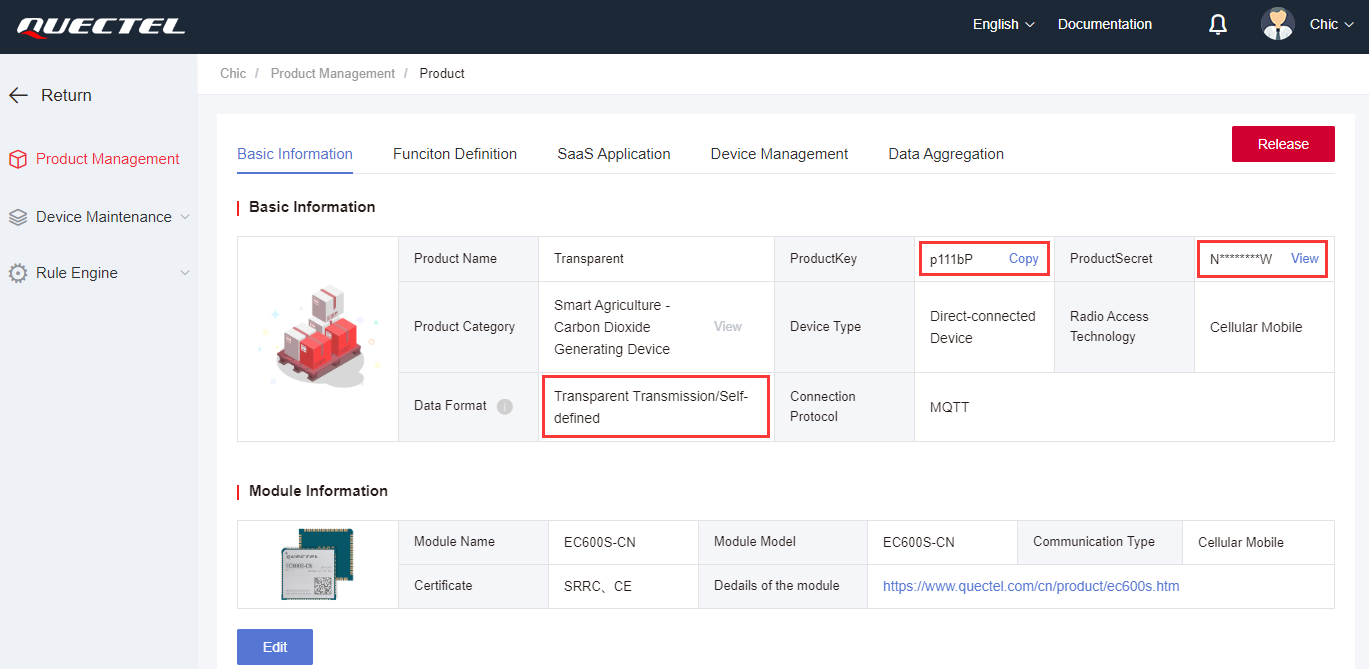 QUECTEL
English
Documentation
Chic
Return
Product Management
Device Maintenance
Rule Engine
Chic / Product Management / Product
Basic Information
Funciton Definition
SaaS Application
Device Management
Data Aggregation
Release
Basic Information
Product Name
Transparent
ProductKey
p111bP
Copy
ProductSecret
N********W
View
Product Category
Smart Agriculture -
Carbon Dioxide
Generating Device
View
Device Type
Direct-connected
Device
Radio Access
Technology
Cellular Mobile
Data Format
Transparent Transmission/Self-
defined
Connection
Protocol
MQTT
Module Information
QUECTEL
EC600S-CN
Module Name
EC600S-CN
Module Model
EC600S-CN
Communication Type
Cellular Mobile
Certificate
SRRC、CE
Dedails of the module
https://www.quectel.com/cn/product/ec600s.htm
Edit